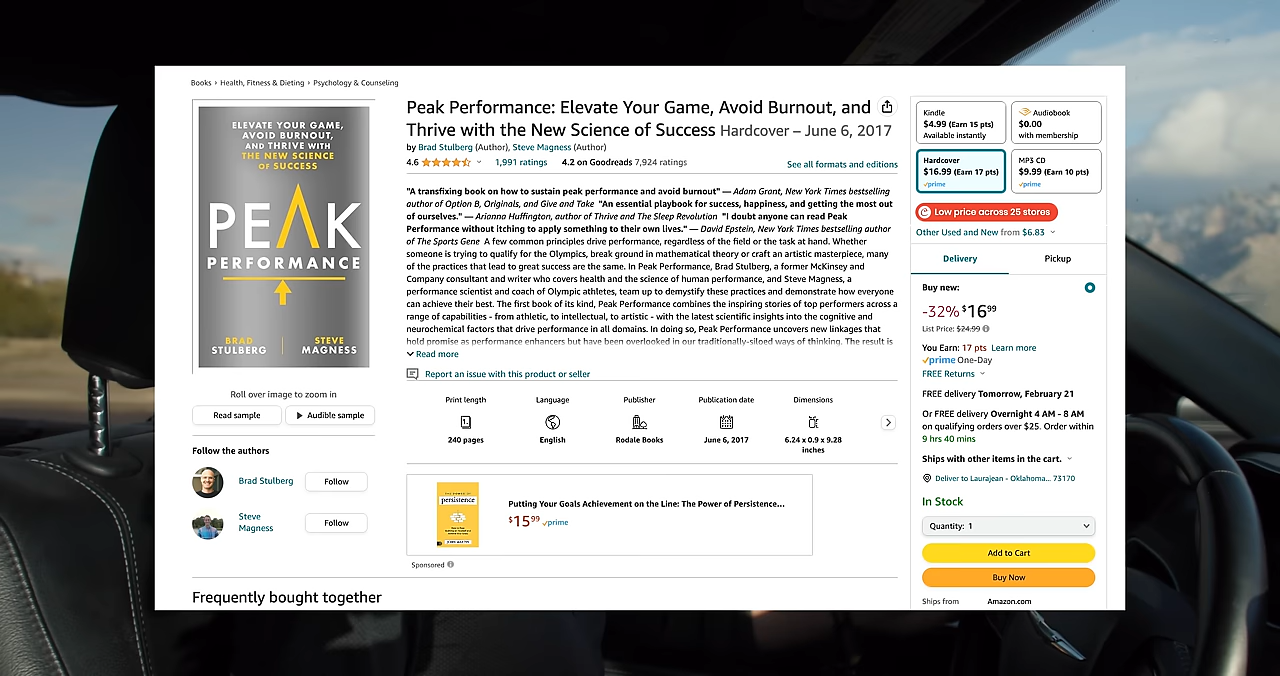 Books › Health, Fitness & Dieting › Psychology & Counseling
ELEVATE YOUR GAME,
AVOID BURNOUT,
AND THRIVE WITH
THE NEW SCIENCE
OF SUCCESS
PEAK
PERFORMANCE
BRAD
STULBERG
STEVE
MAGNESS
Roll over image to zoom in
Read sample
Audible sample
Follow the authors
Brad Stulberg
Follow
Steve
Magness
Follow
Peak Performance: Elevate Your Game, Avoid Burnout, and
Thrive with the New Science of Success Hardcover – June 6, 2017
by Brad Stulberg (Author), Steve Magness (Author)
4.6 1,991 ratings 4.2 on Goodreads 7,924 ratings
See all formats and editions
"A transfixing book on how to sustain peak performance and avoid burnout" — Adam Grant, New York Times bestselling
author of Option B, Originals, and Give and Take "An essential playbook for success, happiness, and getting the most out
of ourselves." — Arianna Huffington, author of Thrive and The Sleep Revolution "I doubt anyone can read Peak
Performance without itching to apply something to their own lives." — David Epstein, New York Times bestselling author
of The Sports Gene A few common principles drive performance, regardless of the field or the task at hand. Whether
someone is trying to qualify for the Olympics, break ground in mathematical theory or craft an artistic masterpiece, many
of the practices that lead to great success are the same. In Peak Performance, Brad Stulberg, a former McKinsey and
Company consultant and writer who covers health and the science of human performance, and Steve Magness, a
performance scientist and coach of Olympic athletes, team up to demystify these practices and demonstrate how everyone
can achieve their best. The first book of its kind, Peak Performance combines the inspiring stories of top performers across a
range of capabilities - from athletic, to intellectual, to artistic - with the latest scientific insights into the cognitive and
neurochemical factors that drive performance in all domains. In doing so, Peak Performance uncovers new linkages that
hold promise as performance enhancers but have been overlooked in our traditionally-siloed ways of thinking. The result is
Read more
Report an issue with this product or seller
Print length
240 pages
Language
English
Publisher
Rodale Books
Publication date
June 6, 2017
Dimensions
6.24 x 0.9 x 9.28
inches
persistence
Putting Your Goals Achievement on the Line: The Power of Persistence...
$15.99 prime
Sponsored
Frequently bought together
Kindle
$4.99 (Earn 15 pts)
Available instantly
Audiobook
$0.00
with membership
Hardcover
$16.99 (Earn 17 pts)
prime
MP3 CD
$9.99 (Earn 10 pts)
prime
Low price across 25 stores
Other Used and New from $6.83
Delivery
Pickup
Buy new:
-32% $16.99
List Price: $24.99
You Earn: 17 pts Learn more
prime One-Day
FREE Returns
FREE delivery Tomorrow, February 21
Or FREE delivery Overnight 4 AM - 8 AM
on qualifying orders over $25. Order within
9 hrs 40 mins
Ships with other items in the cart.
Deliver to Laurajean - Oklahoma... 73170
In Stock
Quantity: 1
Add to Cart
Buy Now
Ships from Amazon.com